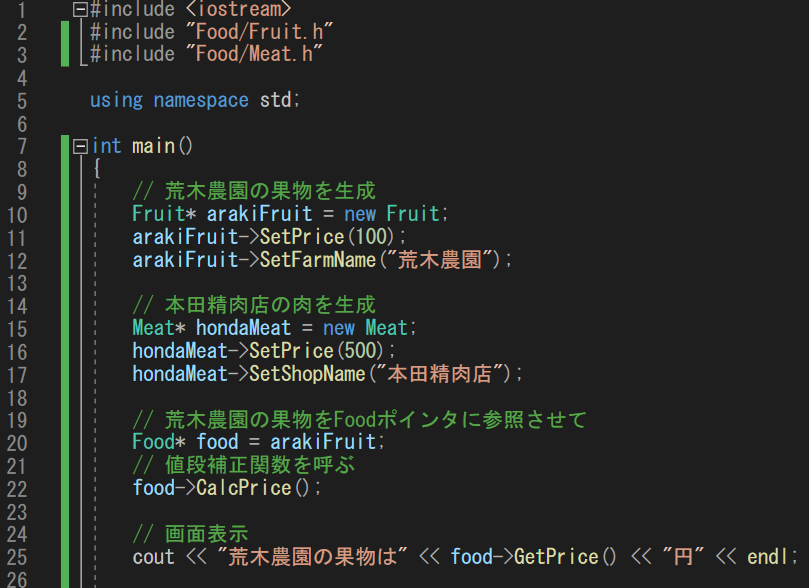 1 #include <iostream>
2 #include "Food/Fruit.h"
3 #include "Food/Meat.h"
4
5 using namespace std;
6
7 int main()
8 {
9 // 荒木農園の果物を生成
10 Fruit* arakiFruit = new Fruit;
11 arakiFruit->SetPrice(100);
12 arakiFruit->SetFarmName("荒木農園");
13
14 // 本田精肉店の肉を生成
15 Meat* hondaMeat = new Meat;
16 hondaMeat->SetPrice(500);
17 hondaMeat->SetShopName("本田精肉店");
18
19 // 荒木農園の果物をFoodポインタに参照させて
20 Food* food = arakiFruit;
21 // 値段補正関数を呼ぶ
22 food->CalcPrice();
23
24 // 画面表示
25 cout << "荒木農園の果物は" << food->GetPrice() << "円" << endl;
26